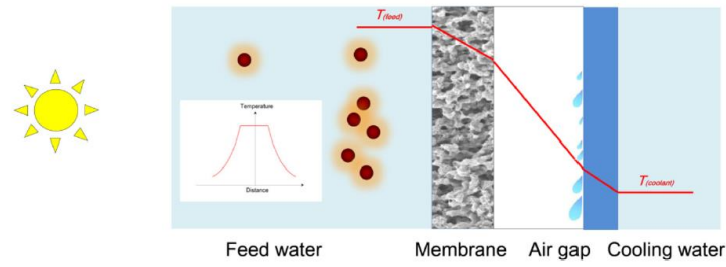 T(feed)
Temperature
Distance
T(coolant)
Feed water
Membrane
Air gap
Cooling water